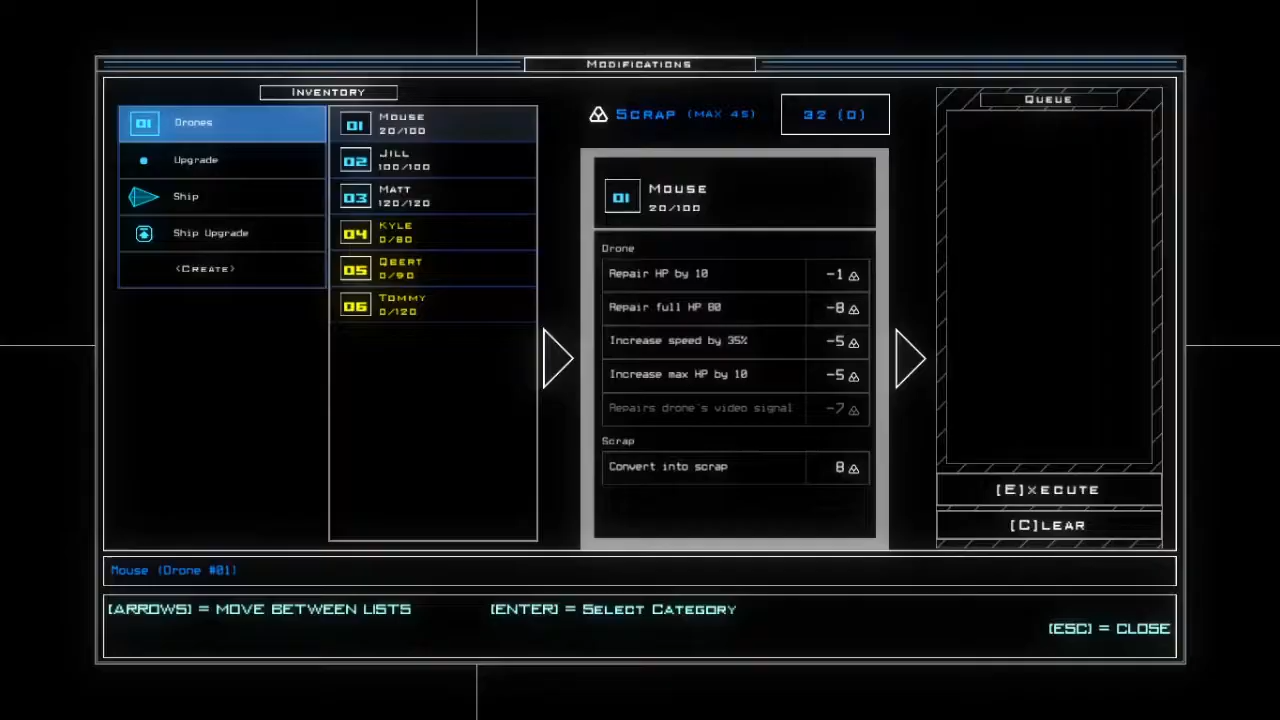 Modifications
Inventory
01 Drones
Upgrade
Ship
Ship Upgrade
<Create>
01 Mouse
20/100
02 Jill
100/100
03 Matt
120/120
04 Kyle
0/80
05 Qbert
0/90
06 Tommy
0/120
Scrap (max 45) 32 (0)
01 Mouse
20/100
Drone
Repair HP by 10 -1
Repair full HP 80 -8
Increase speed by 35% -5
Increase max HP by 10 -5
Repairs drone's video signal -7
Scrap
Convert into scrap 8
Queue
[E]xecute
[C]lear
Mouse (Drone #01)
[ARROWS] = MOVE BETWEEN LISTS [ENTER] = Select Category
[ESC] = CLOSE